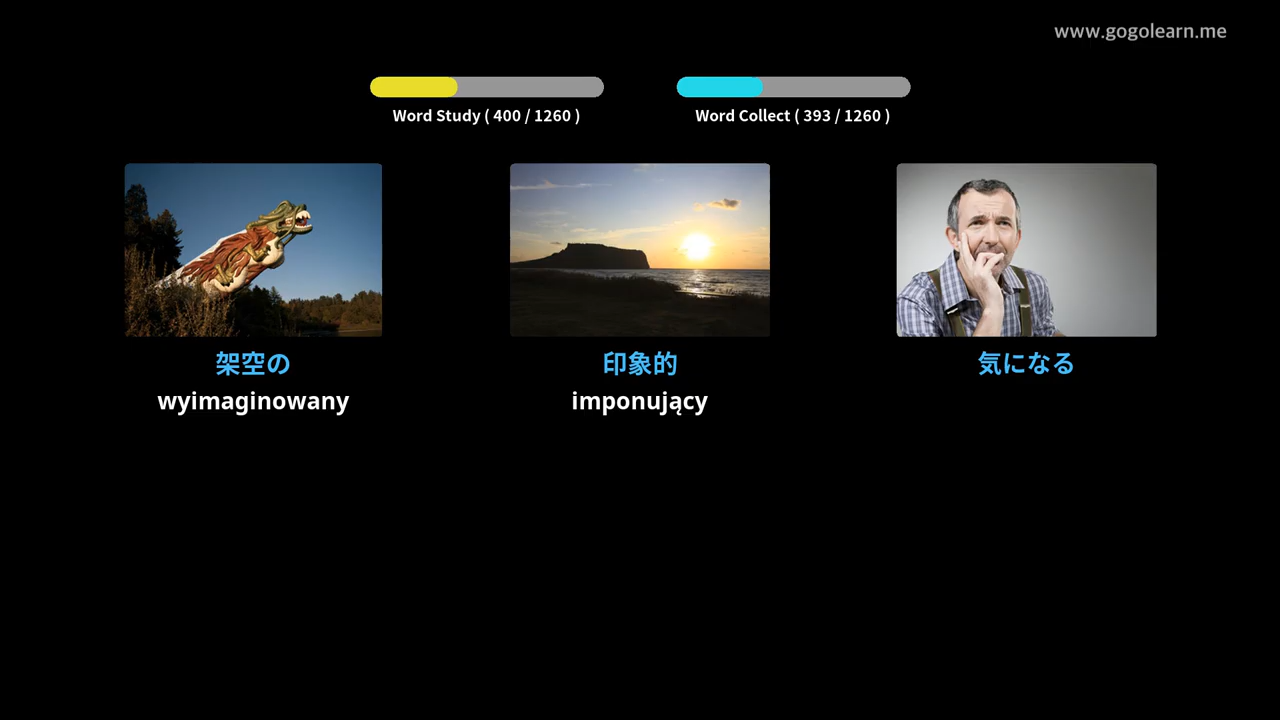 www.gogolearn.me
Word Study ( 400 / 1260 )
Word Collect ( 393 / 1260 )
架空の
印象的
気になる
wyimaginowany
imponujący